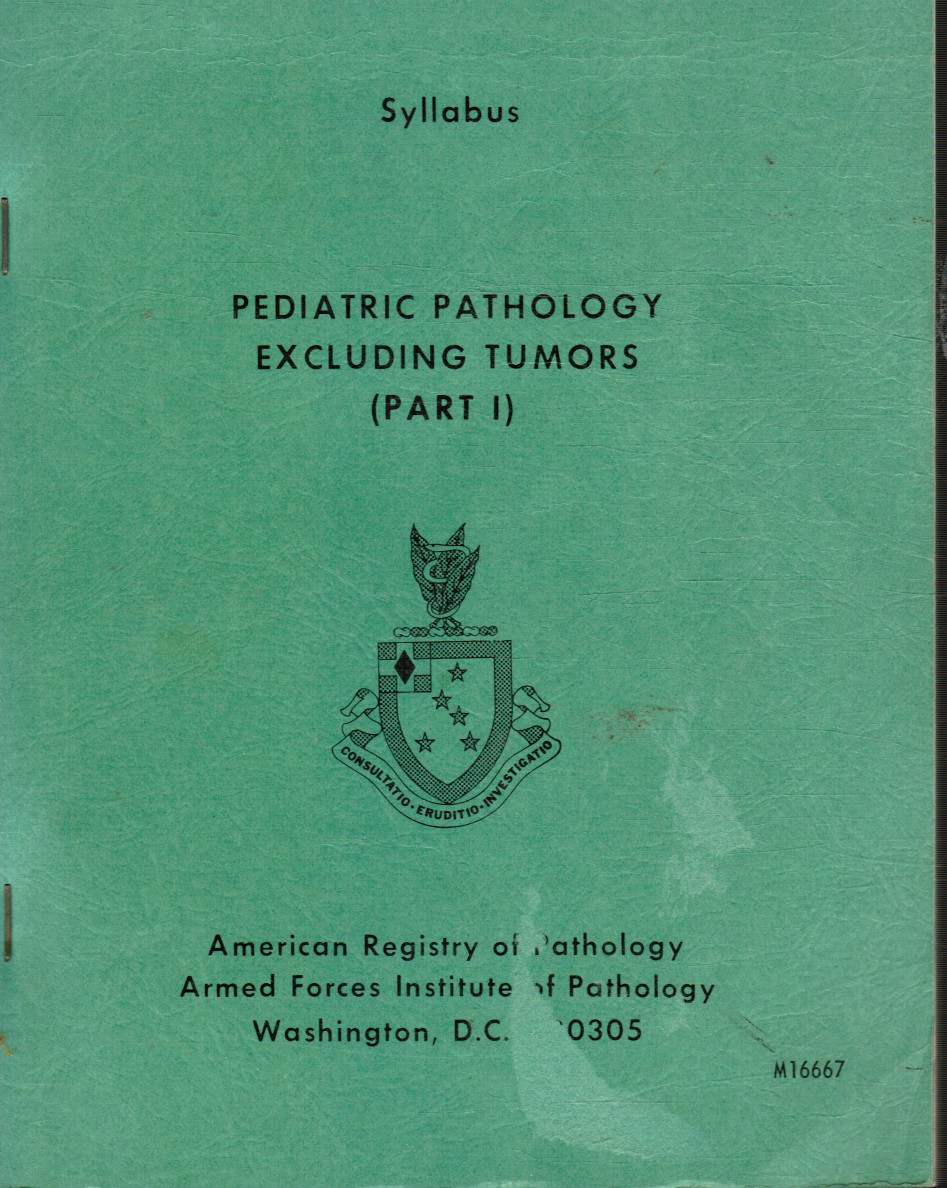 Syllabus
PEDIATRIC PATHOLOGY
EXCLUDING TUMORS
(PART I)
CONSULTATIO • ERUDITIO • INVESTIGATIO
American Registry of Pathology
Armed Forces Institute of Pathology
Washington, D.C. 0305
M16667